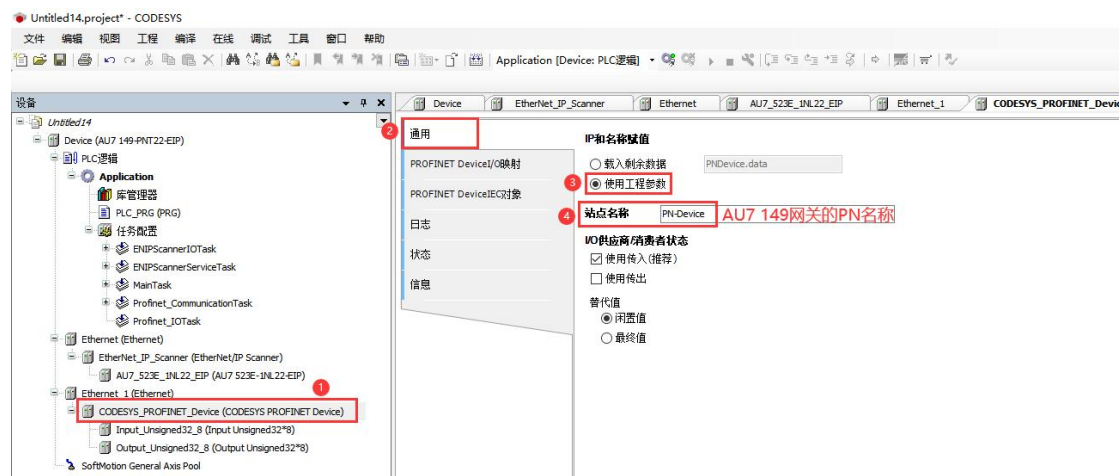 Untitled14.project* - CODESYS
文件 编辑 视图 工程 编译 在线 调试 工具 窗口 帮助
Application [Device: PLC逻辑]
设备
Device EtherNet_IP_Scanner Ethernet AU7_523E_1NL22_EIP Ethernet_1 CODESYS_PROFINET_Devi
Untitled14
Device (AU7 149-PNT22-EIP)
PLC逻辑
Application
库管理器
PLC_PRG (PRG)
任务配置
ENIPScannerIOTask
ENIPScannerServiceTask
MainTask
Profinet_CommunicationTask
Profinet_IOTask
Ethernet (Ethernet)
EtherNet_IP_Scanner (EtherNet/IP Scanner)
AU7_523E_1NL22_EIP (AU7 523E-1NL22-EIP)
1
Ethernet_1 (Ethernet)
CODESYS_PROFINET_Device (CODESYS PROFINET Device)
Input_Unsigned32_8 (Input Unsigned32*8)
Output_Unsigned32_8 (Output Unsigned32*8)
SoftMotion General Axis Pool
2
通用
PROFINET DeviceI/O映射
PROFINET DeviceIEC对象
日志
状态
信息
IP和名称赋值
载入剩余数据 PNDevice.data
3 使用工程参数
4 站点名称 PN-Device AU7 149网关的PN名称
I/O供应商/消费者状态
使用传入(推荐)
使用传出
替代值
闲置值
最终值